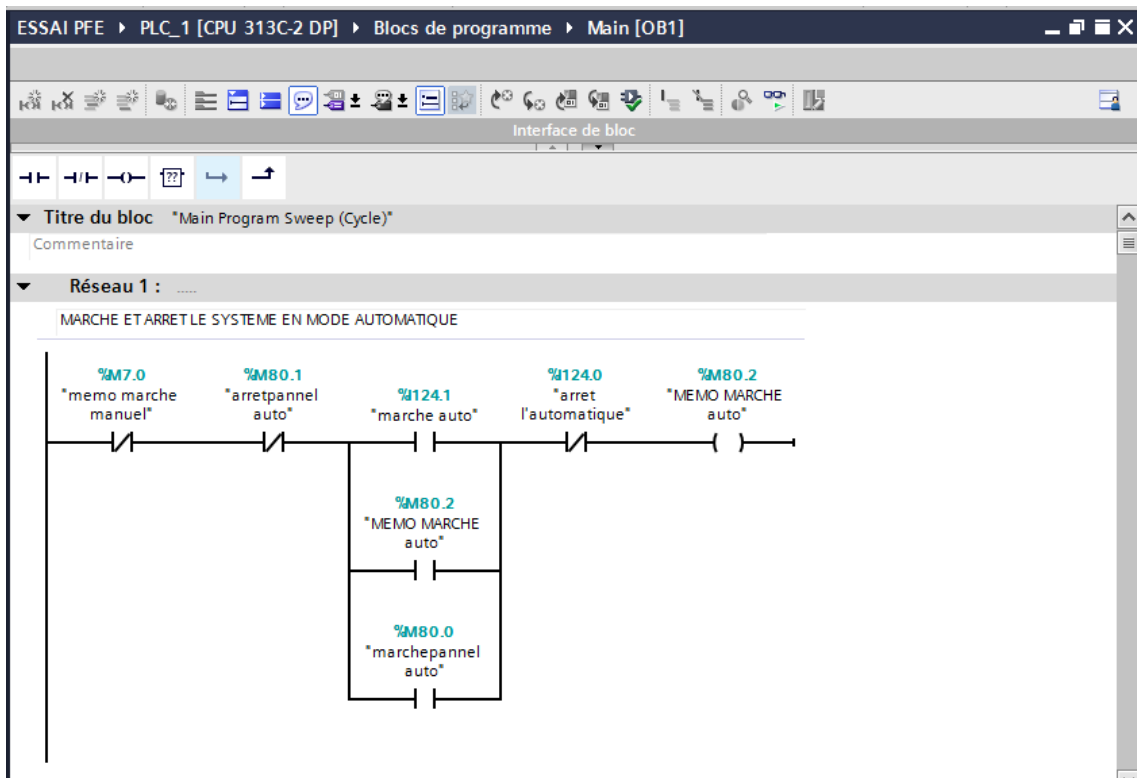 ESSAI PFE ▸ PLC_1 [CPU 313C-2 DP] ▸ Blocs de programme ▸ Main [OB1]
Interface de bloc
??
Titre du bloc "Main Program Sweep (Cycle)"
Commentaire
Réseau 1 : .....
MARCHE ET ARRET LE SYSTEME EN MODE AUTOMATIQUE
%M7.0
"memo marche
manuel"
%M80.1
"arretpannel
auto"
%I124.1
"marche auto"
%I124.0
"arret
l'automatique"
%M80.2
"MEMO MARCHE
auto"
%M80.2
"MEMO MARCHE
auto"
%M80.0
"marchepannel
auto"